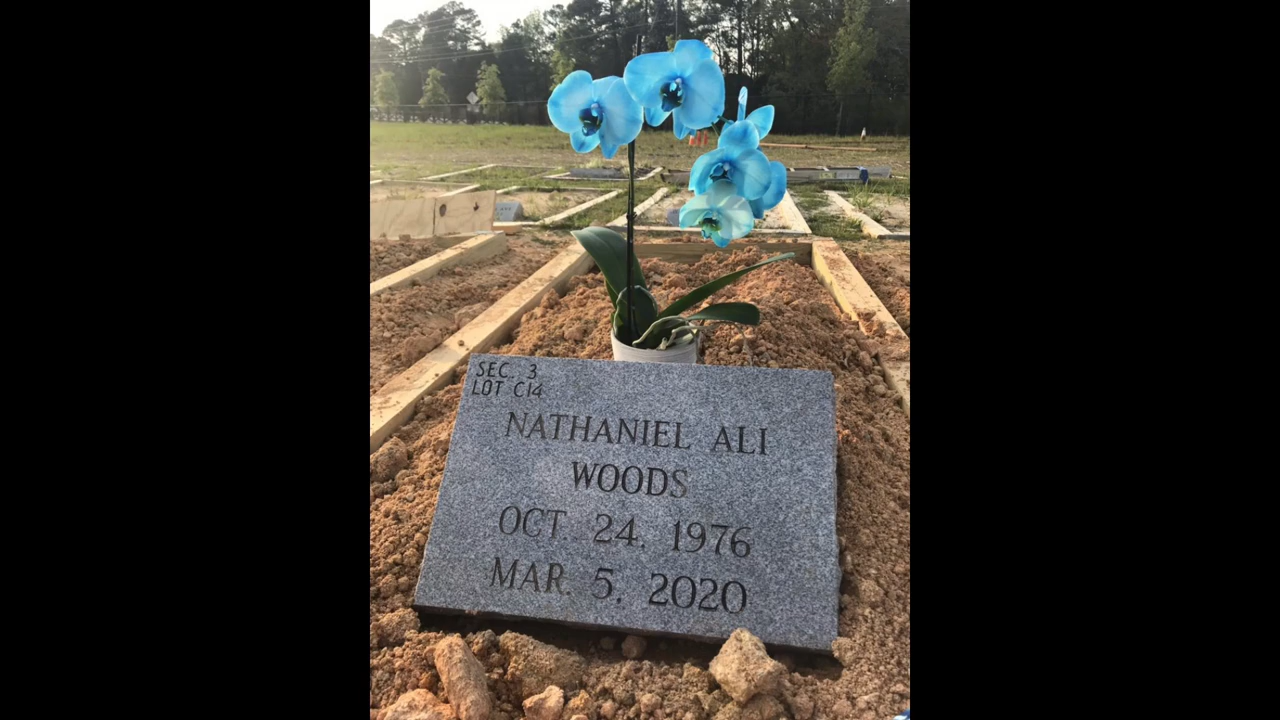 SEC. 3
LOT C14
NATHANIEL ALI
WOODS
OCT. 24, 1976
MAR. 5, 2020